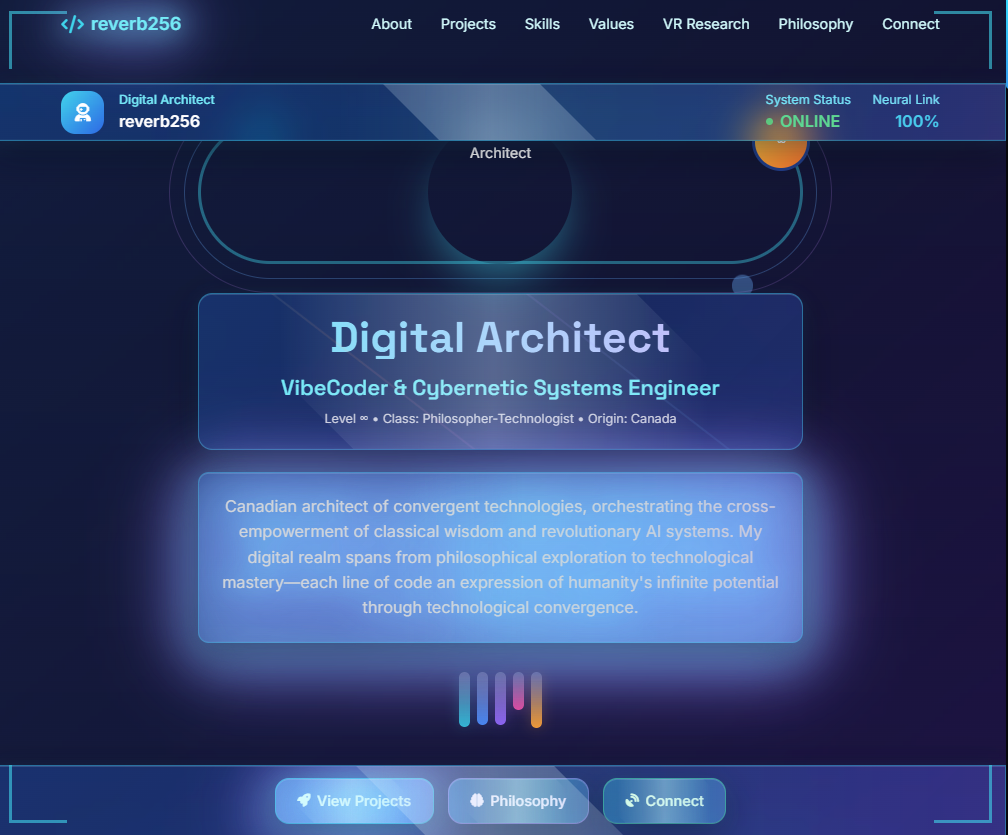 </> reverb256
About Projects Skills Values VR Research Philosophy Connect
Digital Architect
reverb256
System Status
ONLINE
Neural Link
100%
Architect
Digital Architect
VibeCoder & Cybernetic Systems Engineer
Level ∞ • Class: Philosopher-Technologist • Origin: Canada
Canadian architect of convergent technologies, orchestrating the cross-
empowerment of classical wisdom and revolutionary AI systems. My
digital realm spans from philosophical exploration to technological
mastery—each line of code an expression of humanity's infinite potential
through technological convergence.
View Projects
Philosophy
Connect